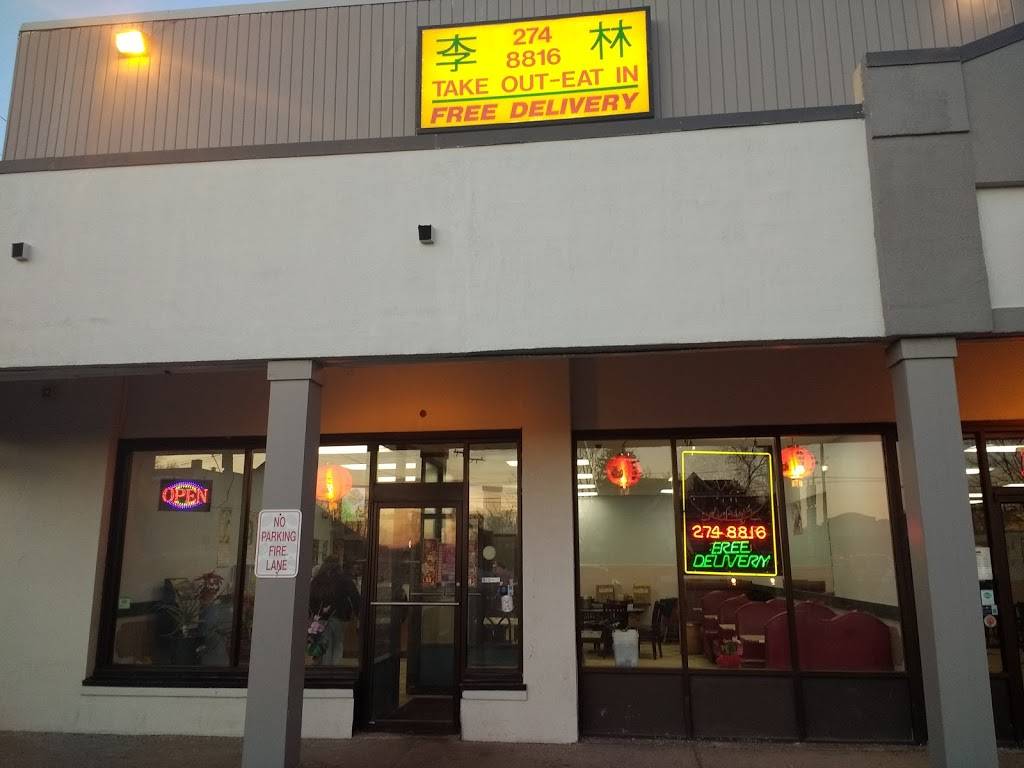 李 274 林
8816
TAKE OUT-EAT IN
FREE DELIVERY
OPEN
NO
PARKING
FIRE
LANE
274-8816
FREE
DELIVERY